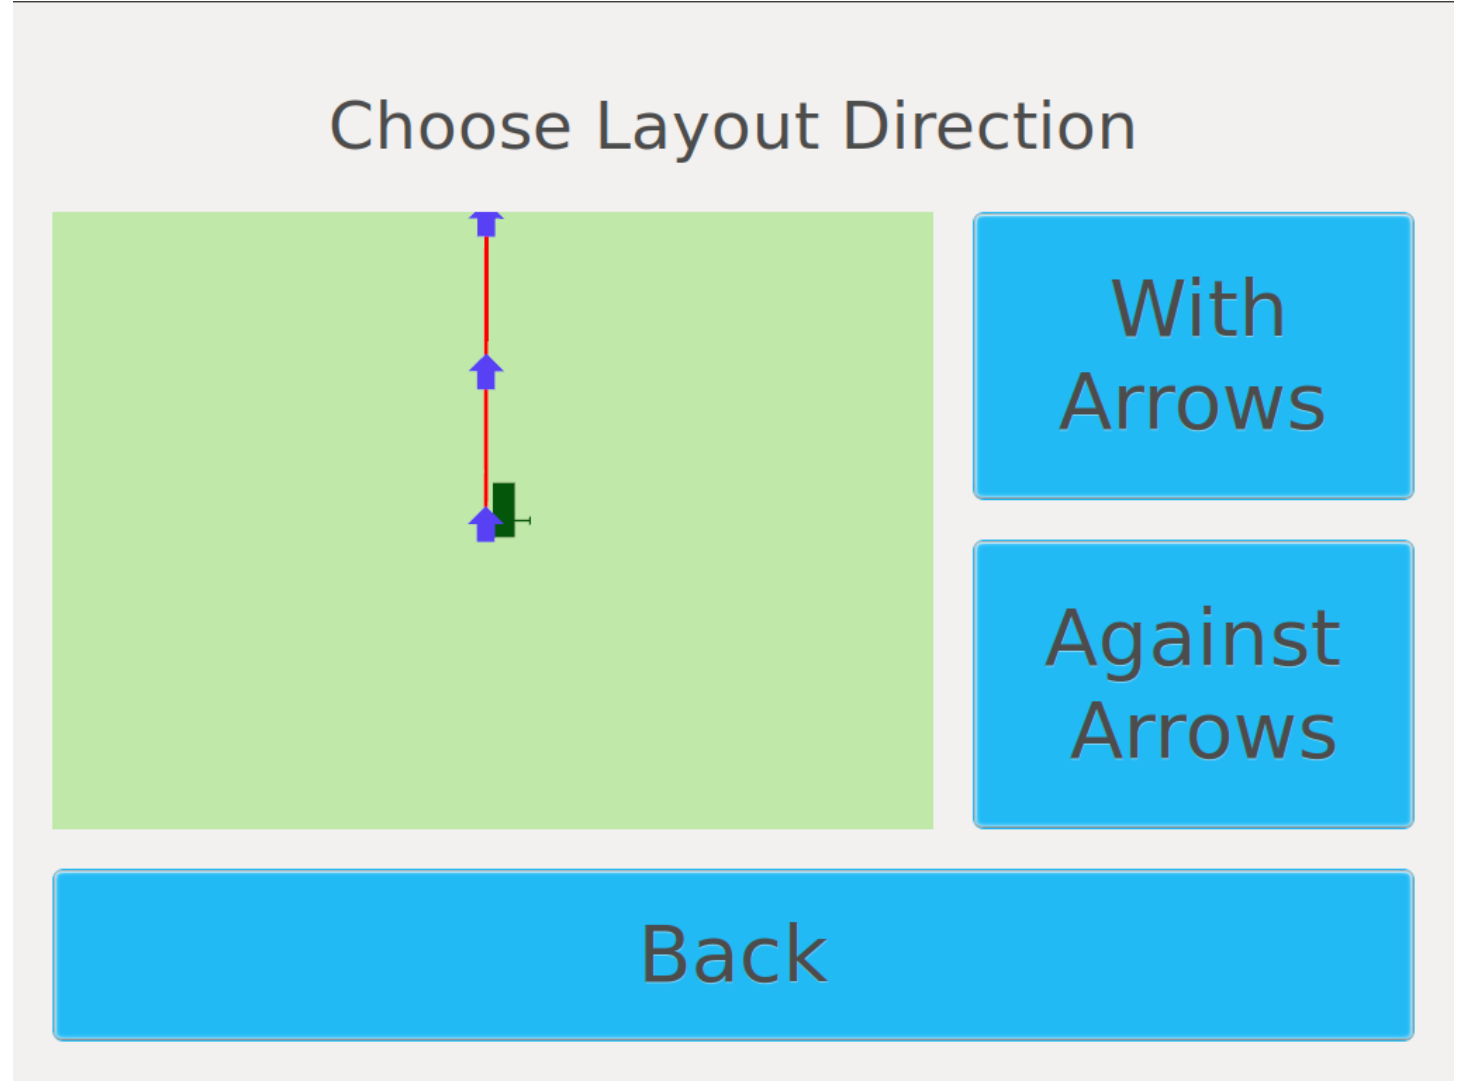 Choose Layout Direction
With
Arrows
Against
Arrows
Back